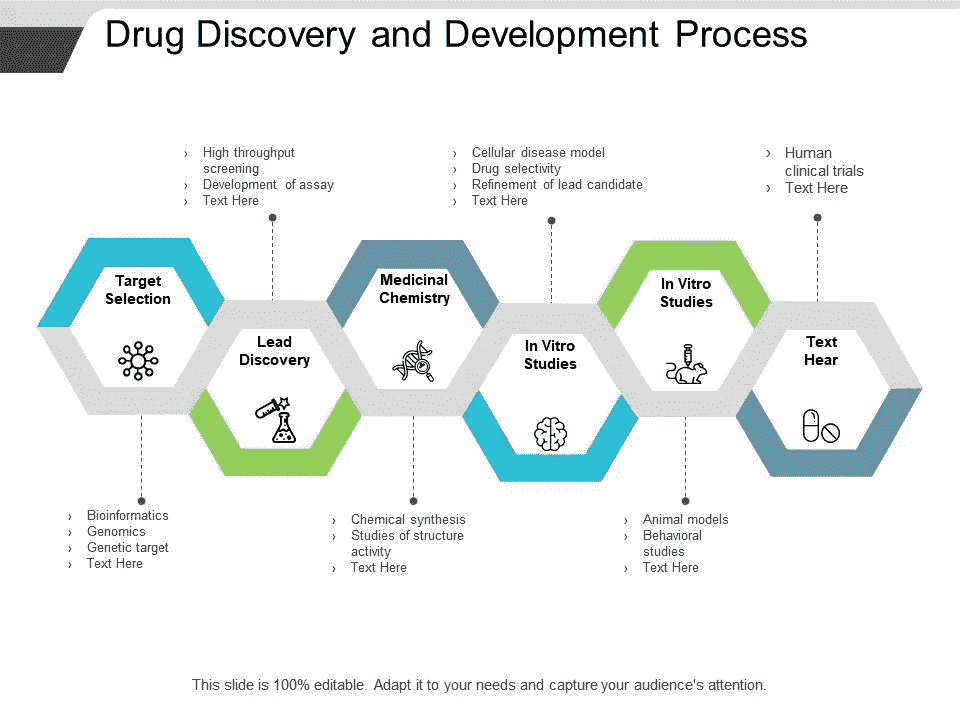 Drug Discovery and Development Process
› High throughput
screening
› Development of assay
› Text Here
› Cellular disease model
› Drug selectivity
› Refinement of lead candidate
› Text Here
› Human
clinical trials
› Text Here
Target
Selection
Lead
Discovery
Medicinal
Chemistry
In Vitro
Studies
In Vitro
Studies
Text
Hear
› Bioinformatics
› Genomics
› Genetic target
› Text Here
› Chemical synthesis
› Studies of structure
activity
› Text Here
› Animal models
› Behavioral
studies
› Text Here
This slide is 100% editable. Adapt it to your needs and capture your audience's attention.